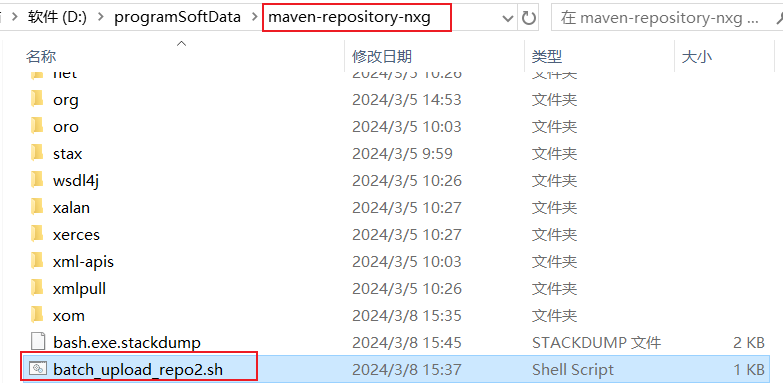 软件 (D:) › programSoftData › maven-repository-nxg 在 maven-repository-nxg ...
名称 修改日期 类型 大小
net 2024/3/5 10:26 文件夹
org 2024/3/5 14:53 文件夹
oro 2024/3/5 10:03 文件夹
stax 2024/3/5 9:59 文件夹
wsdl4j 2024/3/5 10:26 文件夹
xalan 2024/3/5 10:27 文件夹
xerces 2024/3/5 10:27 文件夹
xml-apis 2024/3/5 10:03 文件夹
xmlpull 2024/3/5 10:26 文件夹
xom 2024/3/8 15:35 文件夹
bash.exe.stackdump 2024/3/8 15:45 STACKDUMP 文件 2 KB
batch_upload_repo2.sh 2024/3/8 15:37 Shell Script 1 KB